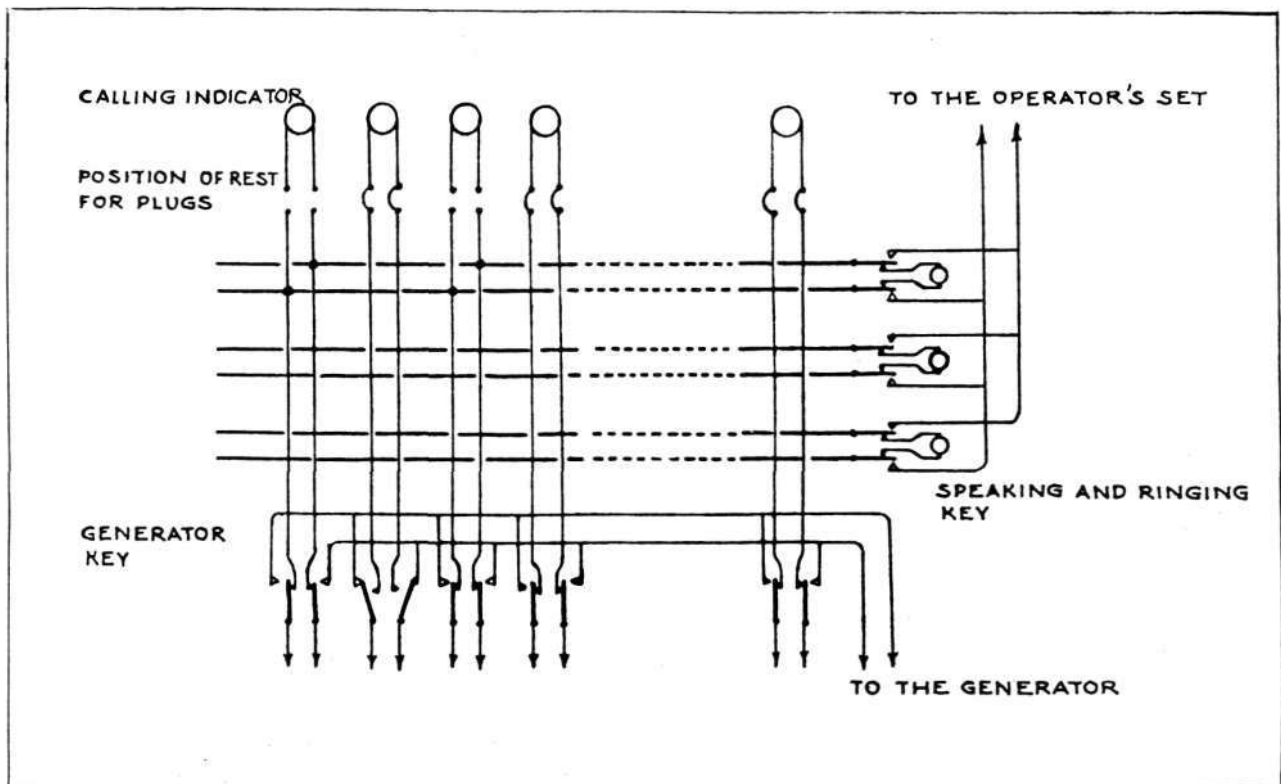 CALLING INDICATOR
TO THE OPERATOR'S SET
POSITION OF REST
FOR PLUGS
SPEAKING AND RINGING
KEY
GENERATOR
KEY
TO THE GENERATOR